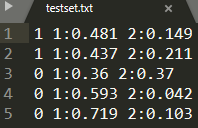 testset.txt
1 1 1:0.481 2:0.149
2 1 1:0.437 2:0.211
3 0 1:0.36 2:0.37
4 0 1:0.593 2:0.042
5 0 1:0.719 2:0.103